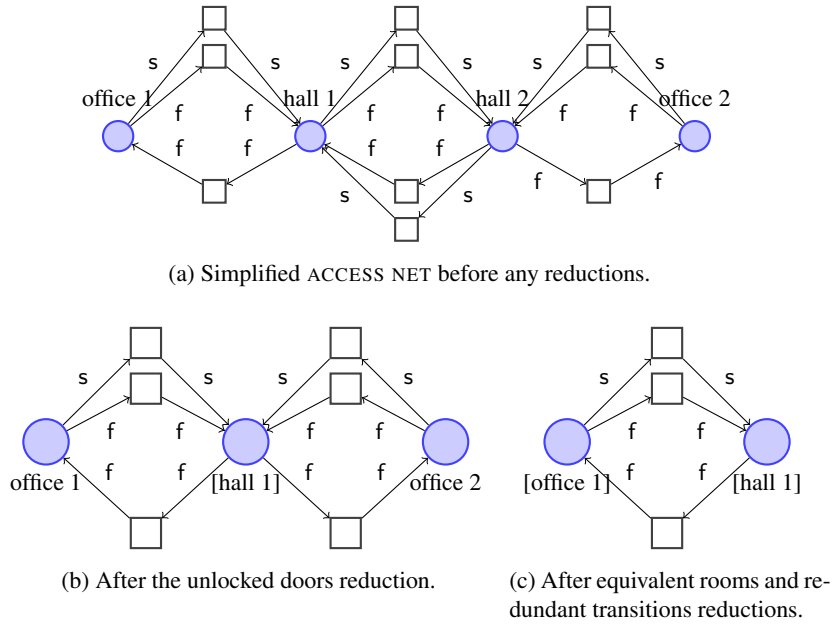 s s s s s s
office 1 hall 1 hall 2 office 2
f f f f f f
f f f f
f f
s s
(a) Simplified ACCESS NET before any reductions.
s s s s
f f f f
f f f f
office 1 [hall 1] office 2
(b) After the unlocked doors reduction.
s s
f f
f f
[office 1] [hall 1]
(c) After equivalent rooms and re-
dundant transitions reductions.